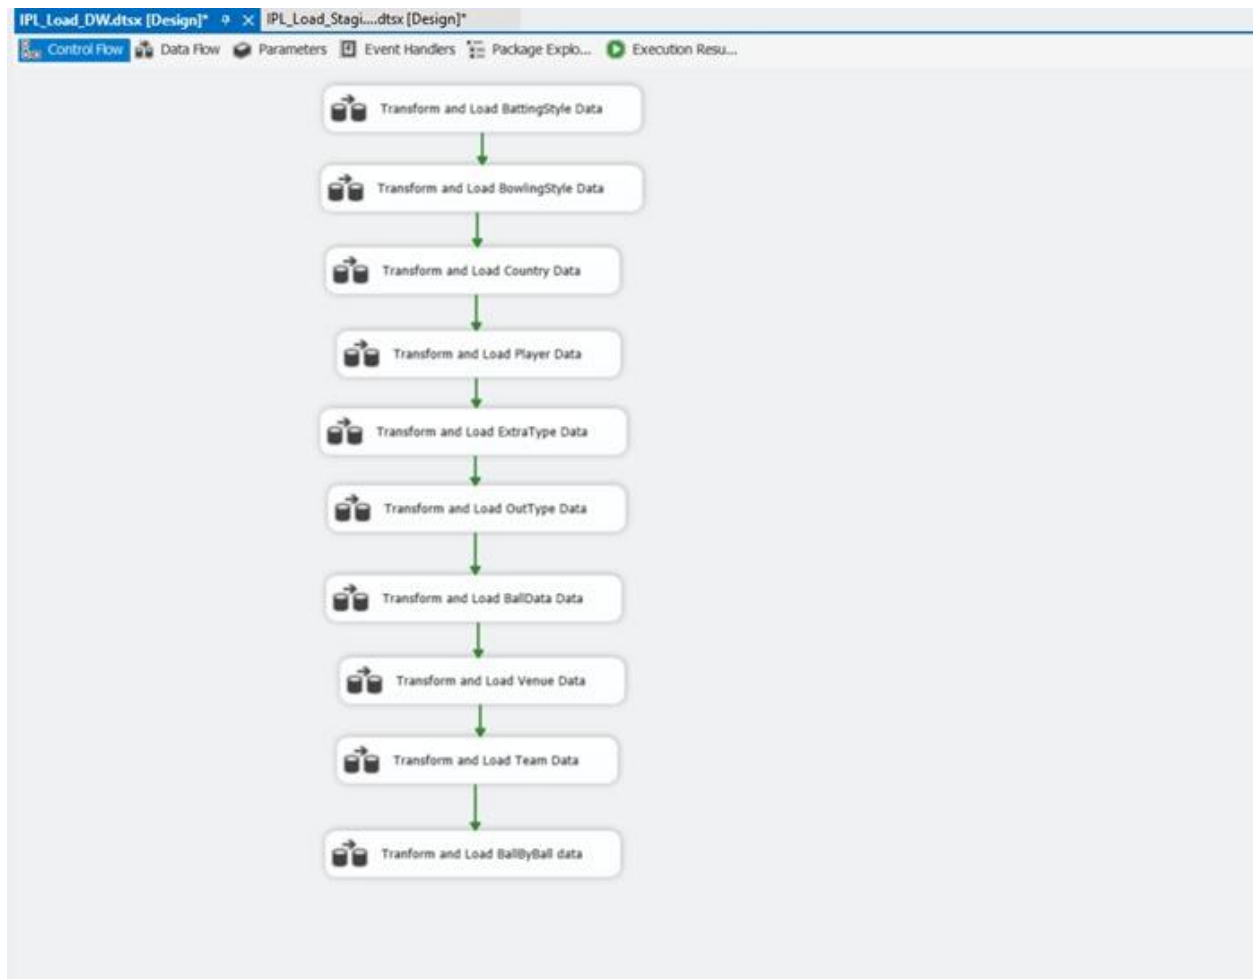 IPL_Load_DW.dtsx [Design]* IPL_Load_Stagi....dtsx [Design]*
Control Flow Data Flow Parameters Event Handlers Package Explo... Execution Resu...
Transform and Load BattingStyle Data
Transform and Load BowlingStyle Data
Transform and Load Country Data
Transform and Load Player Data
Transform and Load ExtraType Data
Transform and Load OutType Data
Transform and Load BallData Data
Transform and Load Venue Data
Transform and Load Team Data
Tranform and Load BallByBall data